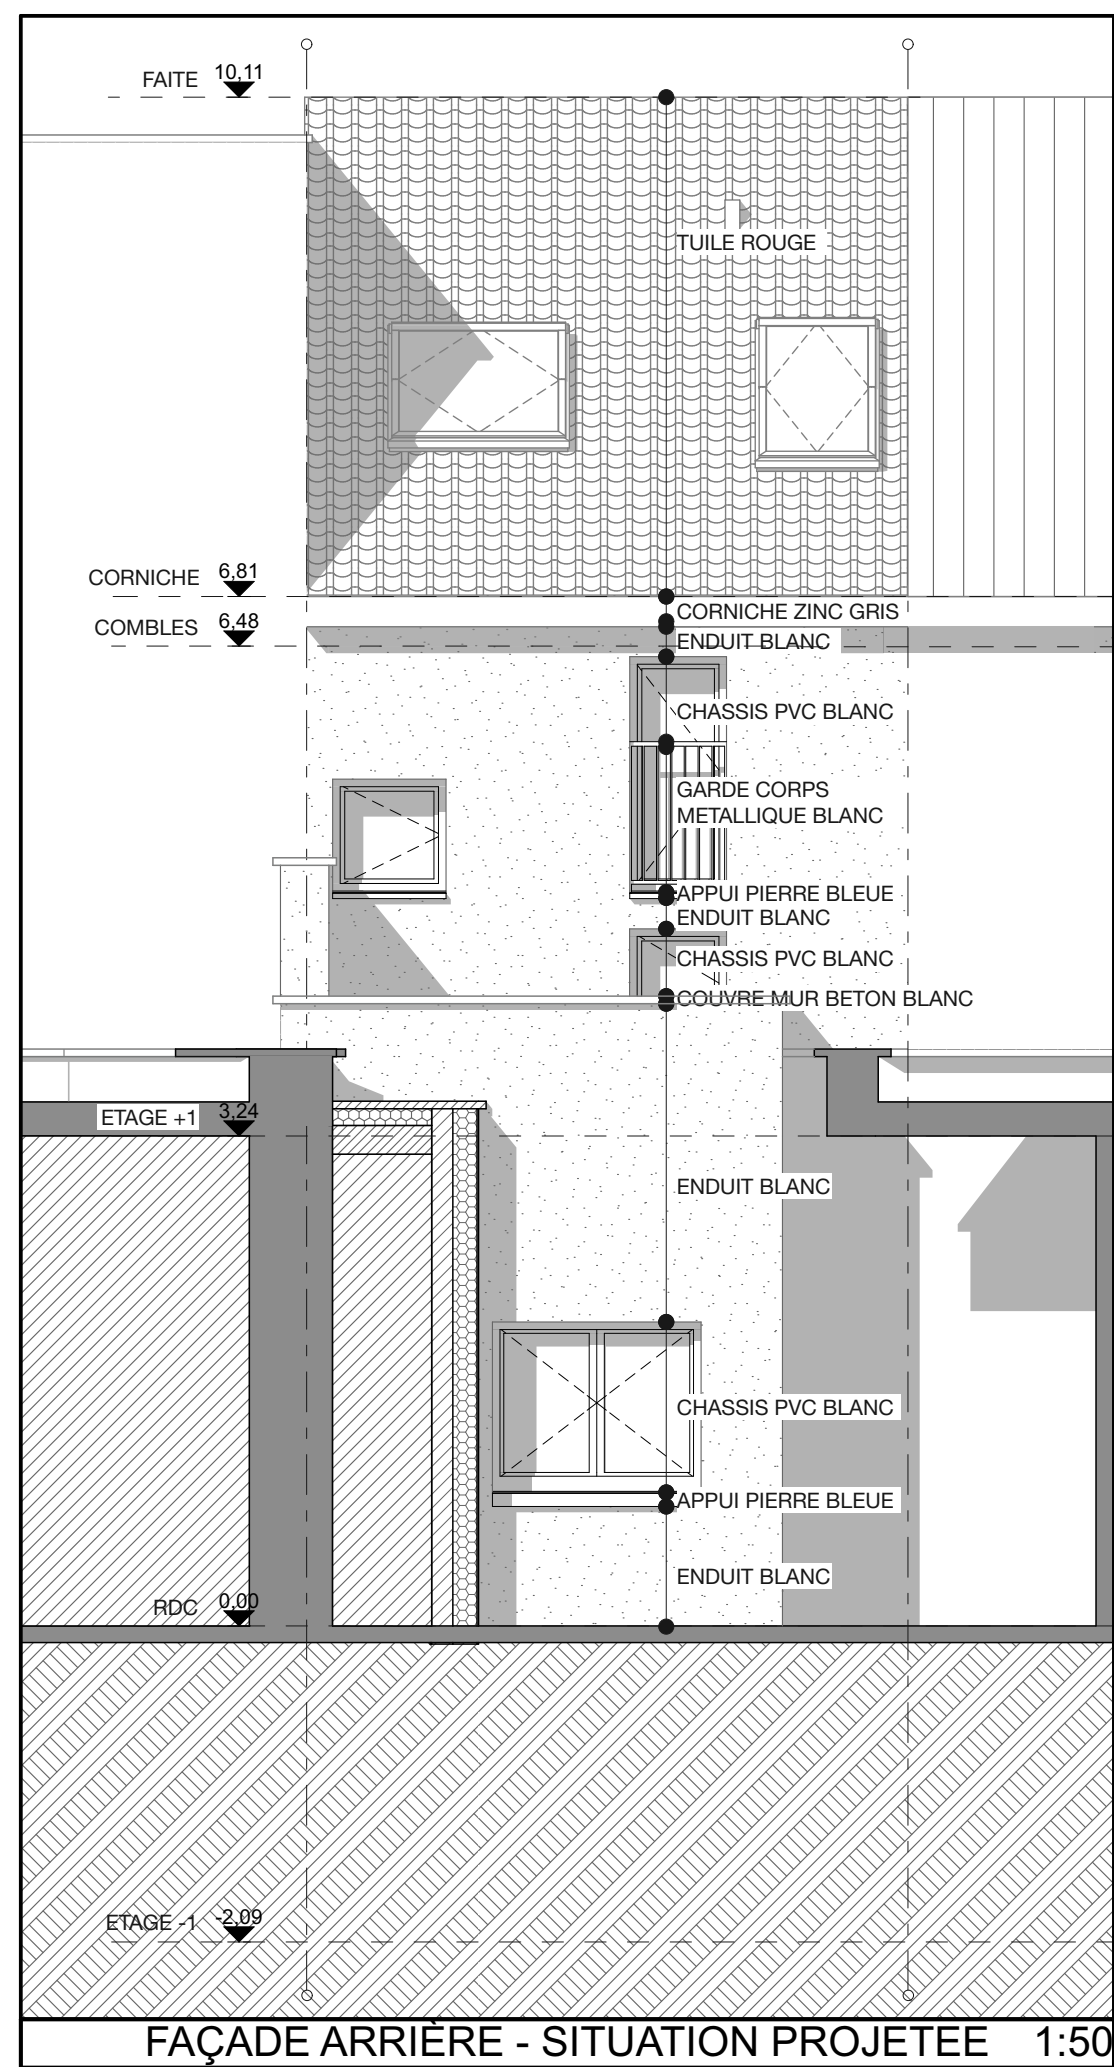 FAITE 10,11
TUILE ROUGE
CORNICHE 6,81
CORNICHE ZINC GRIS
COMBLES 6,48
ENDUIT BLANC
CHASSIS PVC BLANC
GARDE CORPS
METALLIQUE BLANC
APPUI PIERRE BLEUE
ENDUIT BLANC
CHASSIS PVC BLANC
COUVRE MUR BETON BLANC
ETAGE +1 3,24
ENDUIT BLANC
CHASSIS PVC BLANC
APPUI PIERRE BLEUE
ENDUIT BLANC
RDC 0,00
ETAGE -1 -2,09
FAÇADE ARRIÈRE - SITUATION PROJETEE 1:50